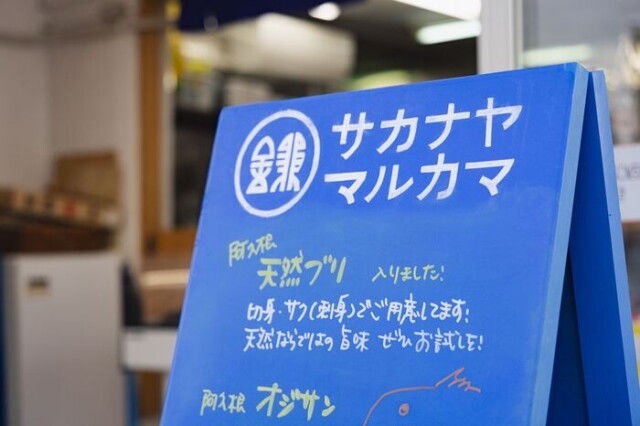 サカナヤ
マルカマ
阿久根
天然ブリ 入りました!
切身・サク(刺身)でご用意してます!
天然ならではの旨味 ぜひお試しを!
阿久根 オジサン